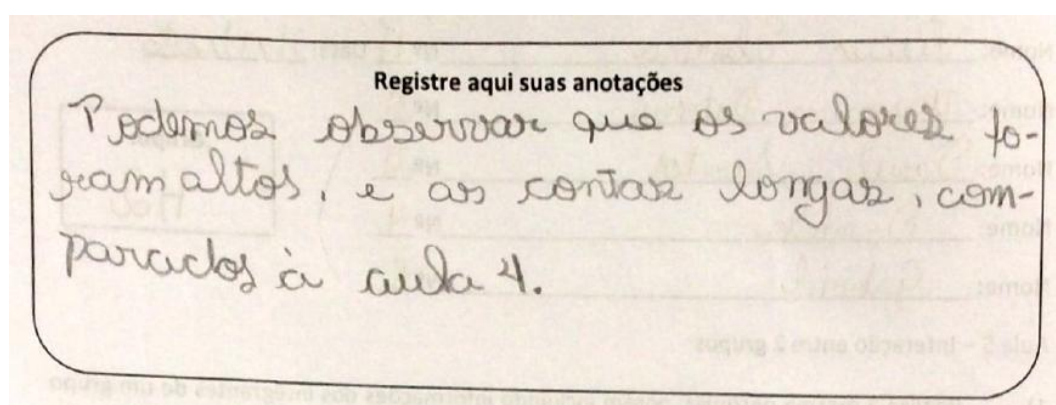 Registre aqui suas anotações
Podemos observar que os valores fo-
ram altos, e as contas longas, com-
parados à aula 4.